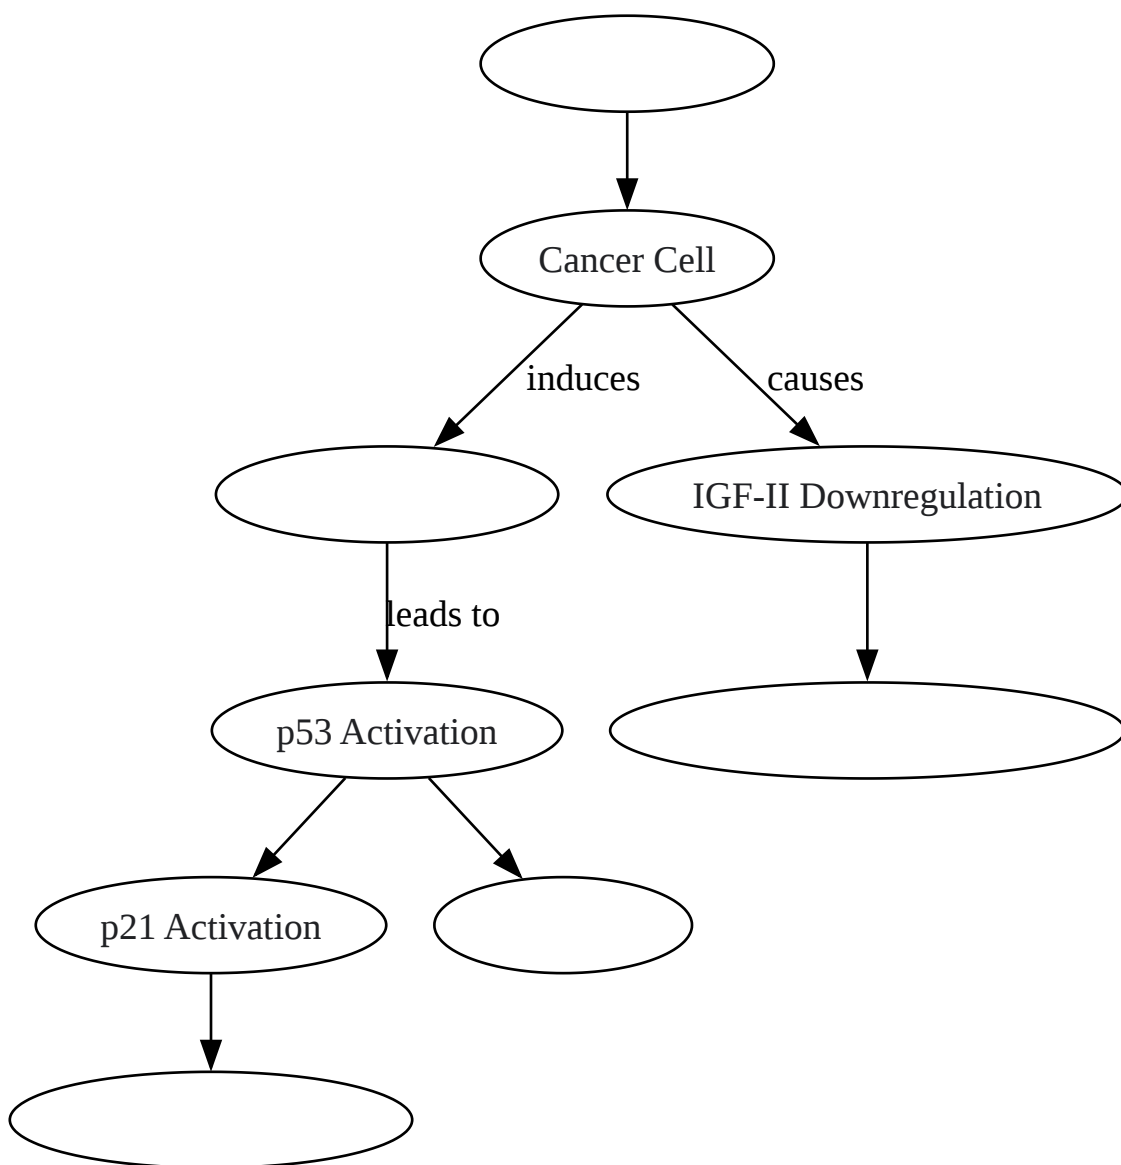 Cancer Cell
induces
causes
IGF-II Downregulation
leads to
p53 Activation
p21 Activation